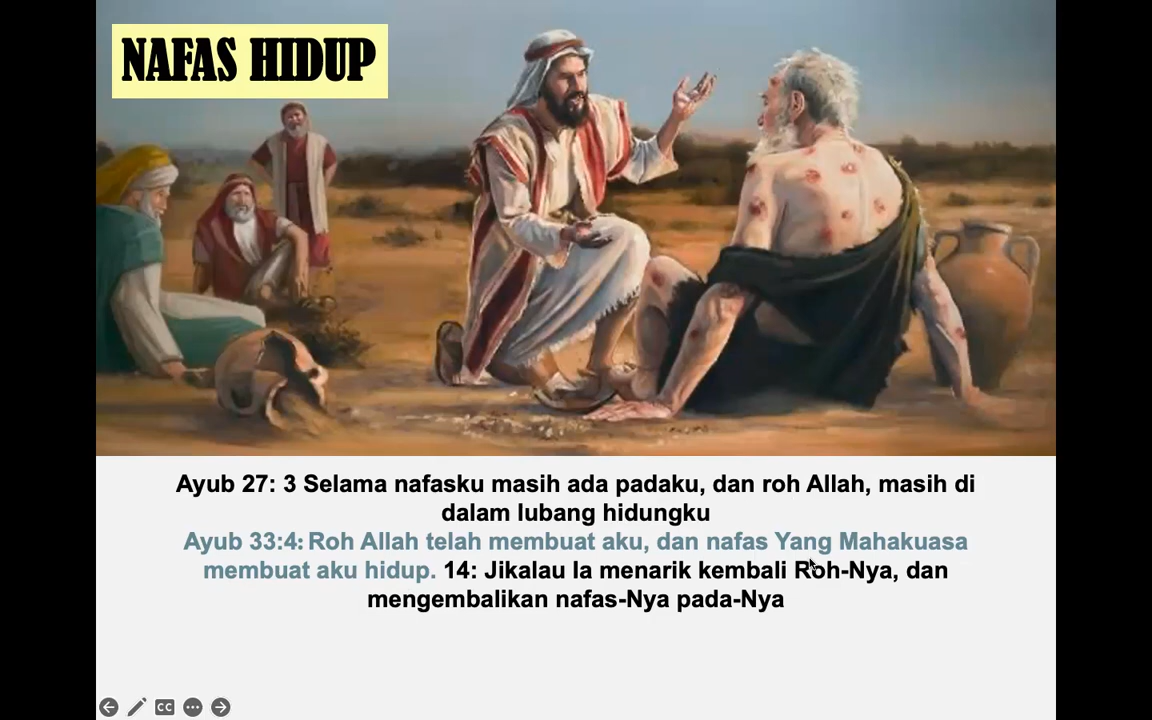 NAFAS HIDUP
Ayub 27: 3 Selama nafasku masih ada padaku, dan roh Allah, masih di
dalam lubang hidungku
Ayub 33:4: Roh Allah telah membuat aku, dan nafas Yang Mahakuasa
membuat aku hidup. 14: Jikalau Ia menarik kembali Roh-Nya, dan
mengembalikan nafas-Nya pada-Nya
CC